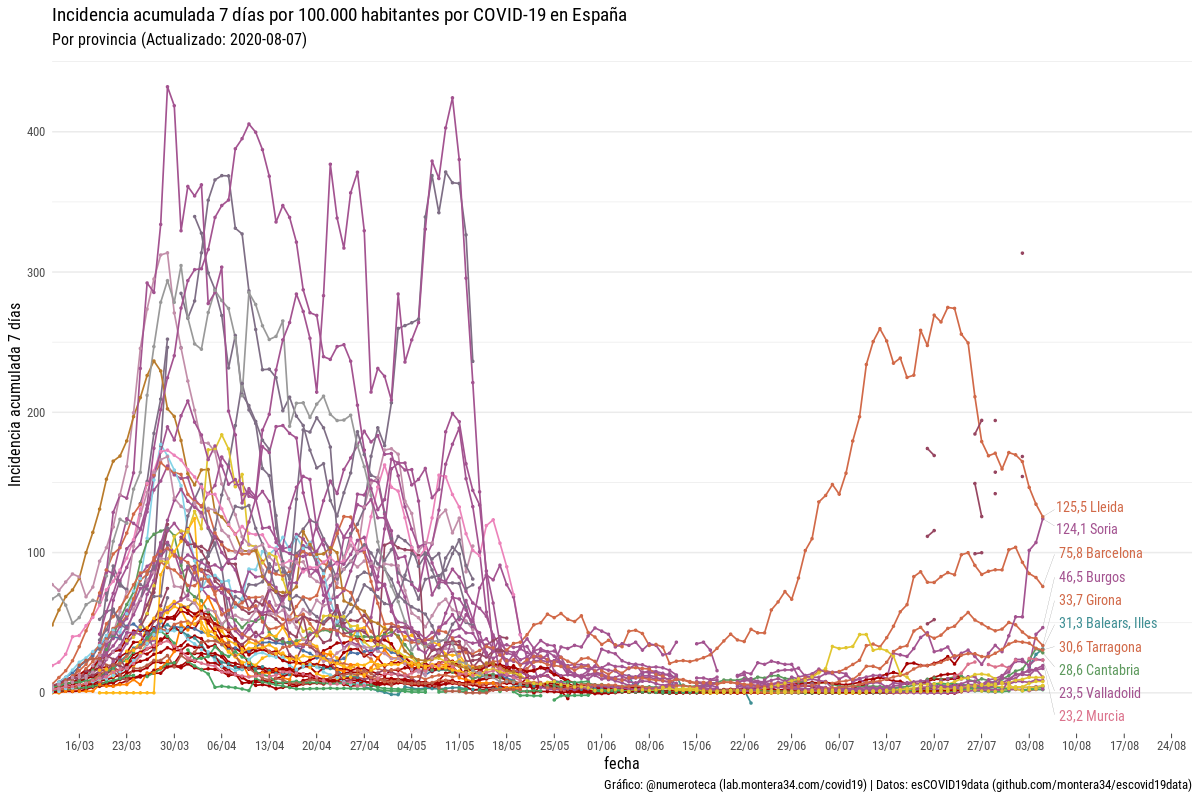 Incidencia acumulada 7 días por 100.000 habitantes por COVID-19 en España
Por provincia (Actualizado: 2020-08-07)
Incidencia acumulada 7 días
400
300
200
100
0
125,5 Lleida
124,1 Soria
75,8 Barcelona
46,5 Burgos
33,7 Girona
31,3 Balears, Illes
30,6 Tarragona
28,6 Cantabria
23,5 Valladolid
23,2 Murcia
16/03 23/03 30/03 06/04 13/04 20/04 27/04 04/05 11/05 18/05 25/05 01/06 08/06 15/06 22/06 29/06 06/07 13/07 20/07 27/07 03/08 10/08 17/08 24/08
fecha
Gráfico: @numeroteca (lab.montera34.com/covid19) | Datos: esCOVID19data (github.com/montera34/escovid19data)